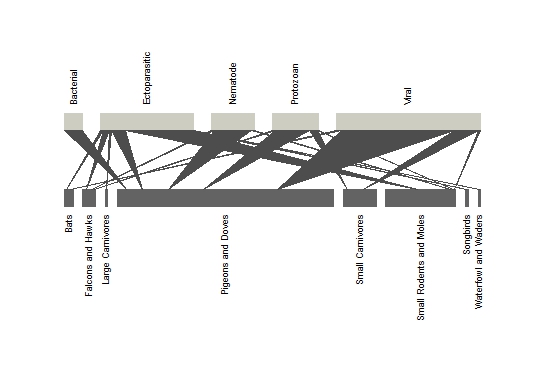 Bats
Falcons and Hawks
Large Carnivores
Pigeons and Doves
Small Carnivores
Small Rodents and Moles
Songbirds
Waterfowl and Waders
Bacterial
Ectoparasitic
Nematode
Protozoan
Viral